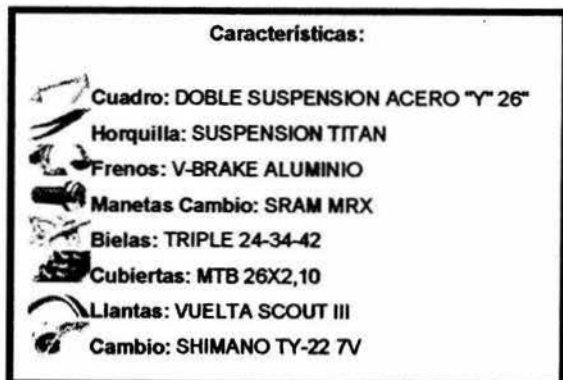 Características:
Cuadro: DOBLE SUSPENSION ACERO "Y" 26"
Horquilla: SUSPENSION TITAN
Frenos: V-BRAKE ALUMINIO
Manetas Cambio: SRAM MRX
Bielas: TRIPLE 24-34-42
Cubiertas: MTB 26X2,10
Llantas: VUELTA SCOUT III
Cambio: SHIMANO TY-22 7V